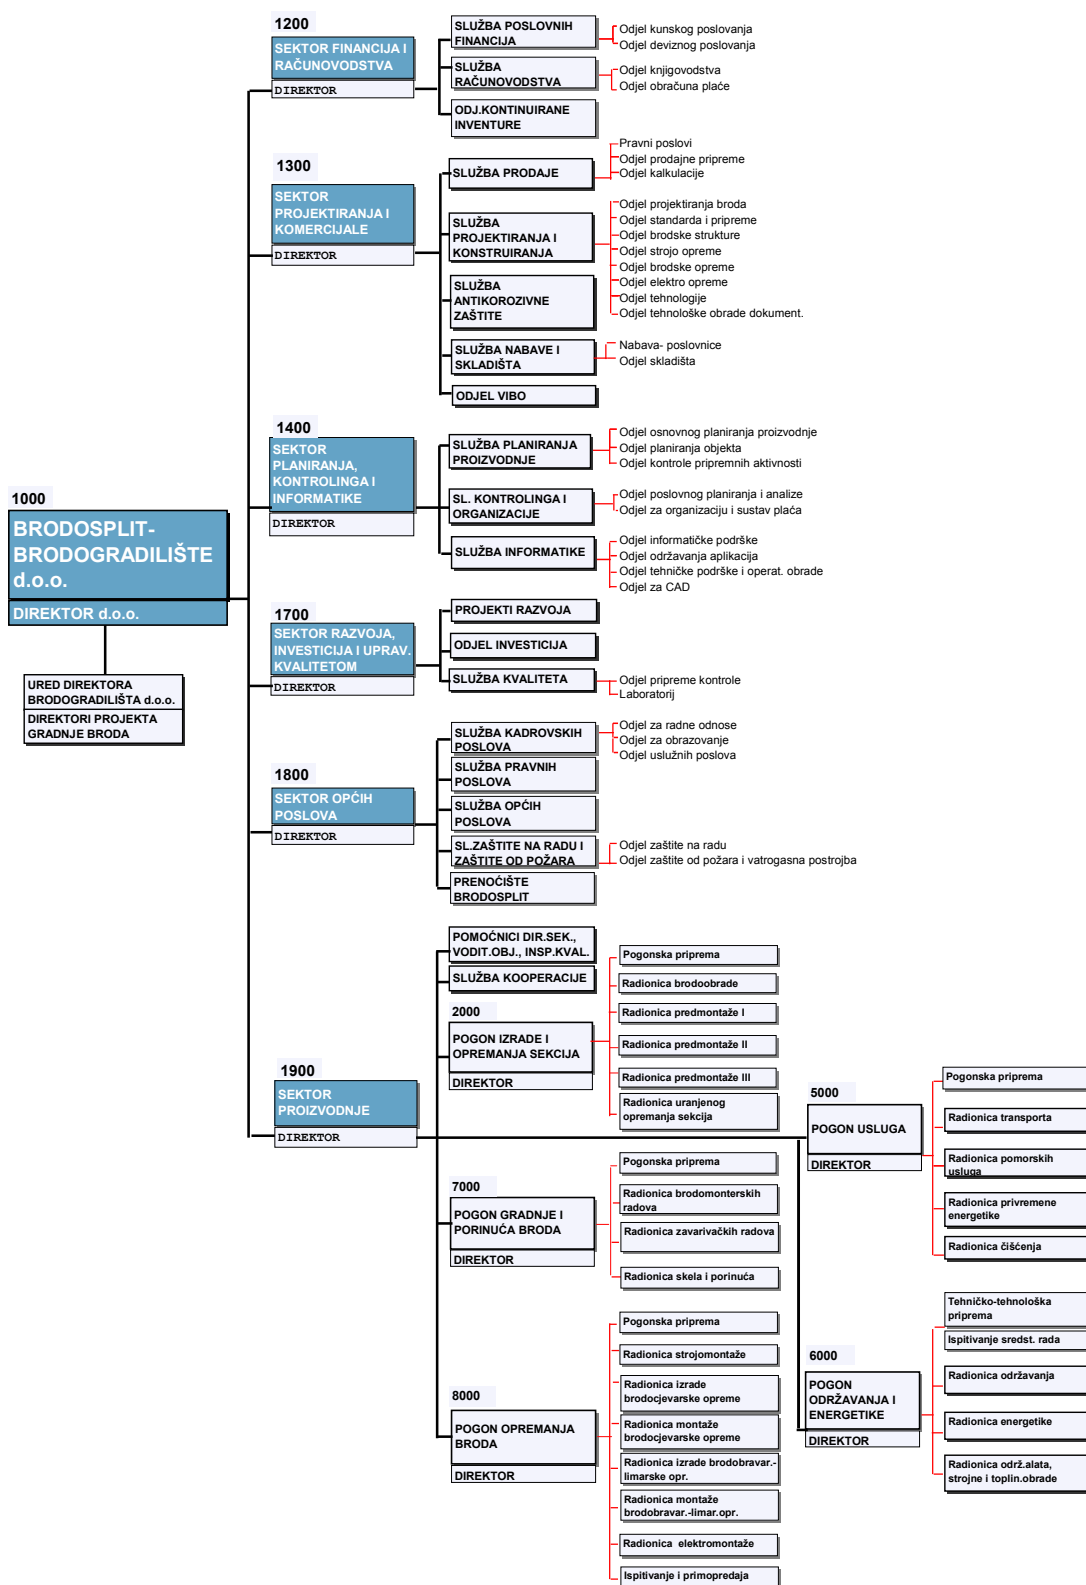 1000
BRODOSPLIT-
BRODOGRADILIŠTE
d.o.o.
DIREKTOR d.o.o.
URED DIREKTORA
BRODOGRADILIŠTA d.o.o.
DIREKTORI PROJEKTA
GRADNJE BRODA
1200
SEKTOR FINANCIJA I
RAČUNOVODSTVA
DIREKTOR
SLUŽBA POSLOVNIH
FINANCIJA
Odjel kunskog poslovanja
Odjel deviznog poslovanja
SLUŽBA
RAČUNOVODSTVA
Odjel knjigovodstva
Odjel obračuna plaće
ODJ.KONTINUIRANE
INVENTURE
1300
SEKTOR
PROJEKTIRANJA I
KOMERCIJALE
DIREKTOR
SLUŽBA PRODAJE
Pravni poslovi
Odjel prodajne pripreme
Odjel kalkulacije
SLUŽBA
PROJEKTIRANJA I
KONSTRUIRANJA
Odjel projektiranja broda
Odjel standarda i pripreme
Odjel brodske strukture
Odjel strojo opreme
Odjel brodske opreme
Odjel elektro opreme
Odjel tehnologije
Odjel tehnološke obrade dokument.
SLUŽBA
ANTIKOROZIVNE
ZAŠTITE
SLUŽBA NABAVE I
SKLADIŠTA
Nabava- poslovnice
Odjel skladišta
ODJEL VIBO
1400
SEKTOR
PLANIRANJA,
KONTROLINGA I
INFORMATIKE
DIREKTOR
SLUŽBA PLANIRANJA
PROIZVODNJE
Odjel osnovnog planiranja proizvodnje
Odjel planiranja objekta
Odjel kontrole pripremnih aktivnosti
SL. KONTROLINGA I
ORGANIZACIJE
Odjel poslovnog planiranja i analize
Odjel za organizaciju i sustav plaća
SLUŽBA INFORMATIKE
Odjel informatičke podrške
Odjel održavanja aplikacija
Odjel tehničke podrške i operat. obrade
Odjel za CAD
1700
SEKTOR RAZVOJA,
INVESTICIJA I UPRAV.
KVALITETOM
DIREKTOR
PROJEKTI RAZVOJA
ODJEL INVESTICIJA
SLUŽBA KVALITETA
Odjel pripreme kontrole
Laboratorij
1800
SEKTOR OPĆIH
POSLOVA
DIREKTOR
SLUŽBA KADROVSKIH
POSLOVA
Odjel za radne odnose
Odjel za obrazovanje
Odjel uslužnih poslova
SLUŽBA PRAVNIH
POSLOVA
SLUŽBA OPĆIH
POSLOVA
SL.ZAŠTITE NA RADU I
ZAŠTITE OD POŽARA
Odjel zaštite na radu
Odjel zaštite od požara i vatrogasna postrojba
PRENOĆIŠTE
BRODOSPLIT
1900
SEKTOR
PROIZVODNJE
DIREKTOR
POMOĆNICI DIR.SEK.,
VODIT.OBJ., INSP.KVAL.
SLUŽBA KOOPERACIJE
2000
POGON IZRADE I
OPREMANJA SEKCIJA
DIREKTOR
Pogonska priprema
Radionica brodoobrade
Radionica predmontaže I
Radionica predmontaže II
Radionica predmontaže III
Radionica uranjenog
opremanja sekcija
7000
POGON GRADNJE I
PORINUĆA BRODA
DIREKTOR
Pogonska priprema
Radionica brodomonterskih
radova
Radionica zavarivačkih radova
Radionica skela i porinuća
8000
POGON OPREMANJA
BRODA
DIREKTOR
Pogonska priprema
Radionica strojomontaže
Radionica izrade
brodocjevarske opreme
Radionica montaže
brodocjevarske opreme
Radionica izrade brodobravar.-
limarske opr.
Radionica montaže
brodobravar.-limar.opr.
Radionica  elektromontaže
Ispitivanje i primopredaja
5000
POGON USLUGA
DIREKTOR
Pogonska priprema
Radionica transporta
Radionica pomorskih
usluga
Radionica privremene
energetike
Radionica čišćenja
6000
POGON
ODRŽAVANJA I
ENERGETIKE
DIREKTOR
Tehničko-tehnološka
priprema
Ispitivanje sredst. rada
Radionica održavanja
Radionica energetike
Radionica održ.alata,
strojne i toplin.obrade